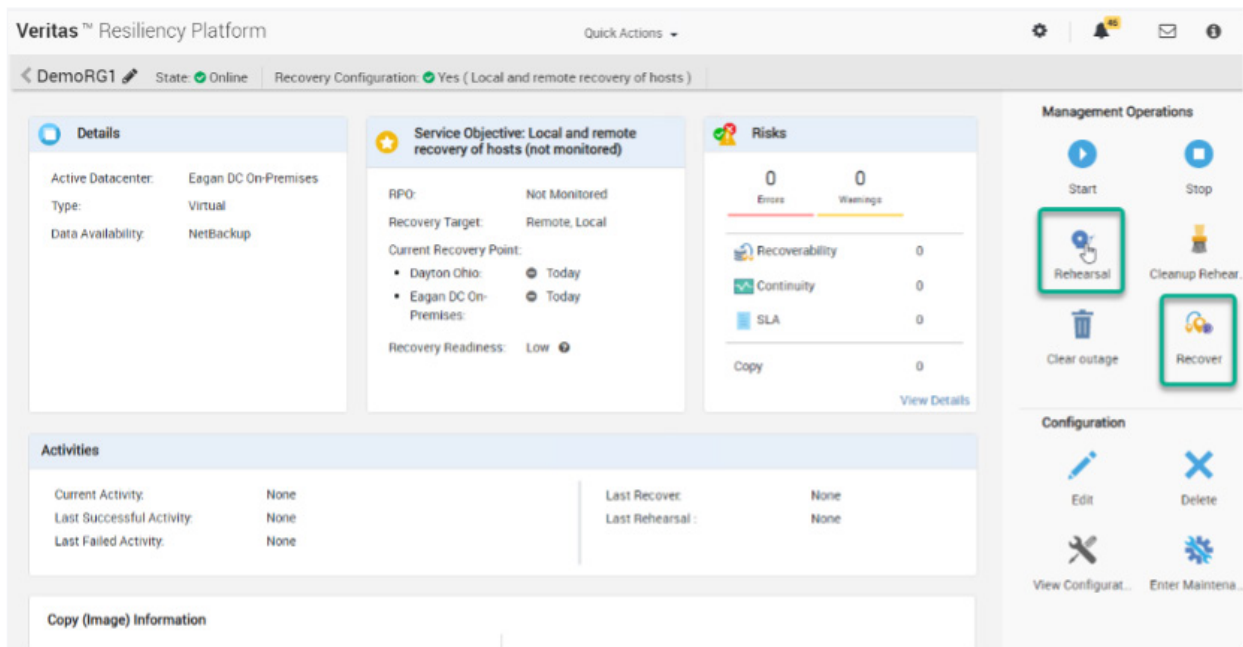 Veritas ™ Resiliency Platform
Quick Actions
46
DemoRG1
State: Online
Recovery Configuration: Yes ( Local and remote recovery of hosts )
Details
Active Datacenter: Eagan DC On-Premises
Type: Virtual
Data Availability: NetBackup
Service Objective: Local and remote
recovery of hosts (not monitored)
RPO: Not Monitored
Recovery Target: Remote, Local
Current Recovery Point:
• Dayton Ohio: Today
• Eagan DC On- Today
Premises:
Recovery Readiness: Low
Risks
0 0
Errors Warnings
Recoverability 0
Continuity 0
SLA 0
Copy 0
View Details
Management Operations
Start Stop
Rehearsal Cleanup Rehear..
Clear outage Recover
Configuration
Edit Delete
View Configurat... Enter Maintena...
Activities
Current Activity: None
Last Successful Activity: None
Last Failed Activity: None
Last Recover: None
Last Rehearsal : None
Copy (Image) Information